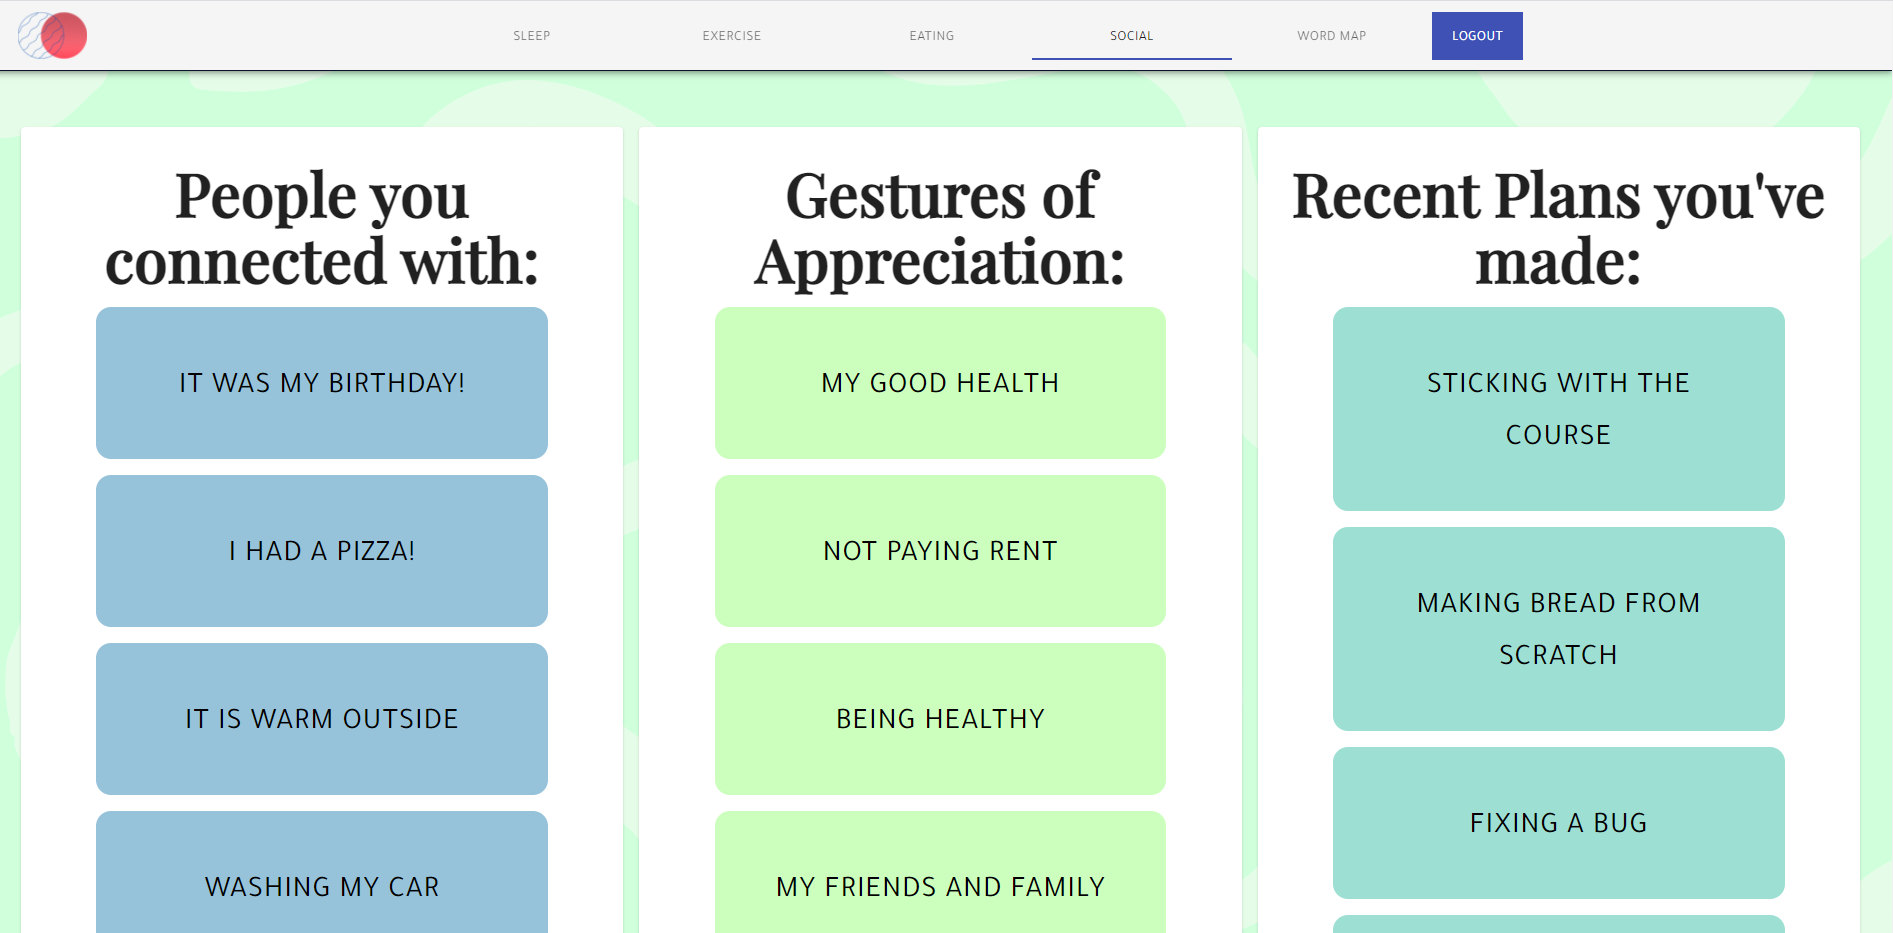 SLEEP EXERCISE EATING SOCIAL WORD MAP LOGOUT
People you
connected with:
IT WAS MY BIRTHDAY!
I HAD A PIZZA!
IT IS WARM OUTSIDE
WASHING MY CAR
Gestures of
Appreciation:
MY GOOD HEALTH
NOT PAYING RENT
BEING HEALTHY
MY FRIENDS AND FAMILY
Recent Plans you've
made:
STICKING WITH THE
COURSE
MAKING BREAD FROM
SCRATCH
FIXING A BUG